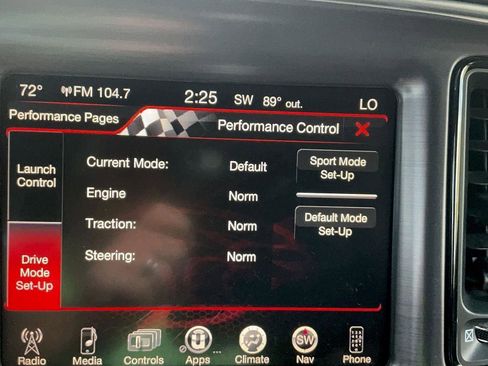 72° FM 104.7 2:25 SW 89° out. LO
Performance Pages
Performance Control
Launch
Control
Current Mode: Default
Engine Norm
Traction: Norm
Steering: Norm
Sport Mode
Set-Up
Default Mode
Set-Up
Drive
Mode
Set-Up
SW
Radio Media Controls Apps Climate Nav Phone